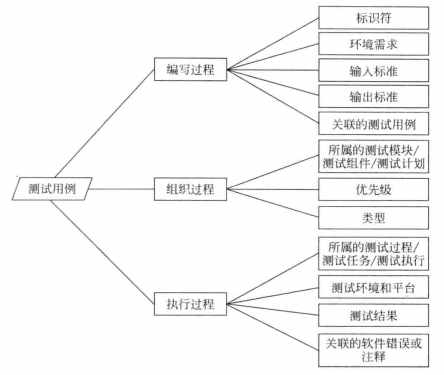 测试用例
编写过程
标识符
环境需求
输入标准
输出标准
关联的测试用例
组织过程
所属的测试模块/
测试组件/测试计划
优先级
类型
执行过程
所属的测试过程/
测试任务/测试执行
测试环境和平台
测试结果
关联的软件错误或
注释